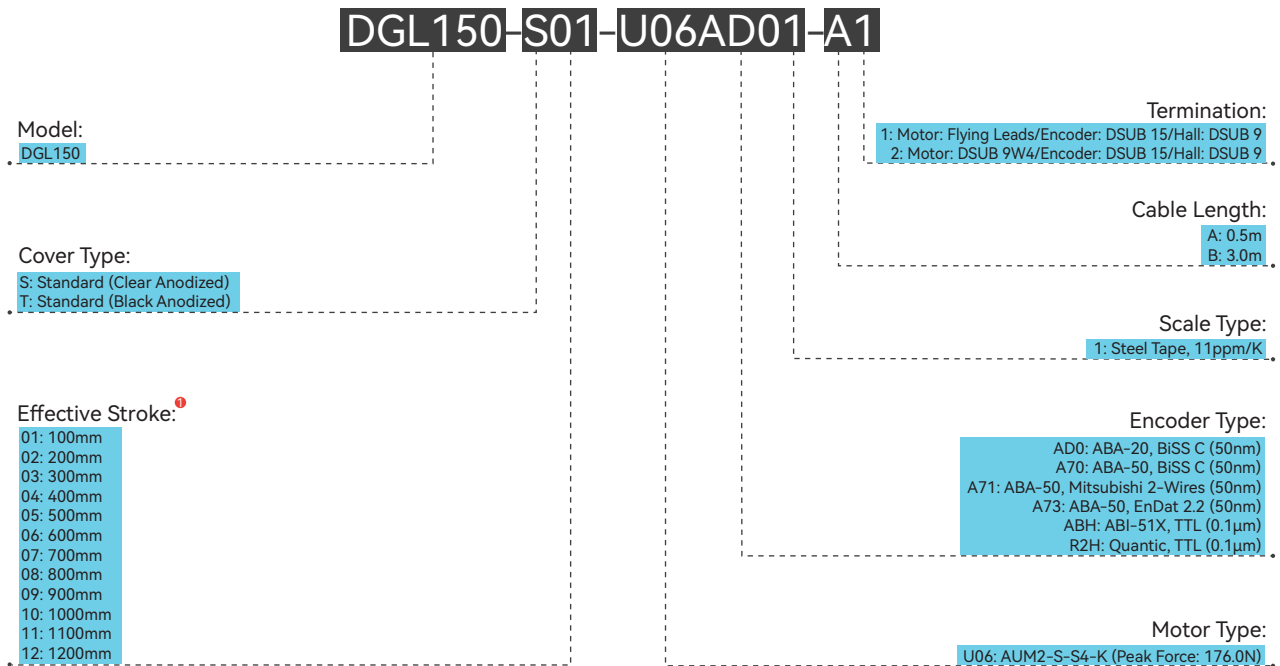 DGL150-S01-U06AD01-A1
Model:
DGL150
Cover Type:
S: Standard (Clear Anodized)
T: Standard (Black Anodized)
Effective Stroke:1
01: 100mm
02: 200mm
03: 300mm
04: 400mm
05: 500mm
06: 600mm
07: 700mm
08: 800mm
09: 900mm
10: 1000mm
11: 1100mm
12: 1200mm
Termination:
1: Motor: Flying Leads/Encoder: DSUB 15/Hall: DSUB 9
2: Motor: DSUB 9W4/Encoder: DSUB 15/Hall: DSUB 9
Cable Length:
A: 0.5m
B: 3.0m
Scale Type:
1: Steel Tape, 11ppm/K
Encoder Type:
AD0: ABA-20, BiSS C (50nm)
A70: ABA-50, BiSS C (50nm)
A71: ABA-50, Mitsubishi 2-Wires (50nm)
A73: ABA-50, EnDat 2.2 (50nm)
ABH: ABI-51X, TTL (0.1µm)
R2H: Quantic, TTL (0.1µm)
Motor Type:
U06: AUM2-S-S4-K (Peak Force: 176.0N)